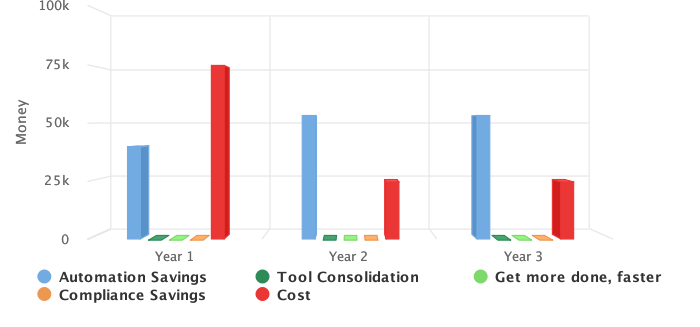 100k
75k
Money
50k
25k
0
Year 1 Year 2 Year 3
Automation Savings Tool Consolidation Get more done, faster
Compliance Savings Cost